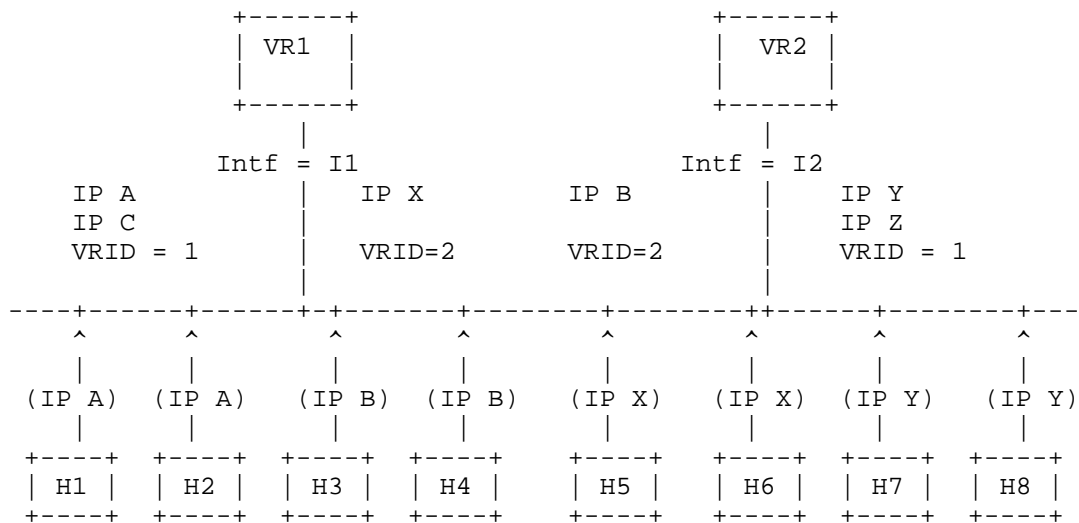 VR1 VR2
Intf = I1 Intf = I2
IP A IP X IP B IP Y
IP C IP Z
VRID = 1 VRID=2 VRID=2 VRID = 1
(IP A) (IP A) (IP B) (IP B) (IP X) (IP X) (IP Y) (IP Y)
H1 H2 H3 H4 H5 H6 H7 H8